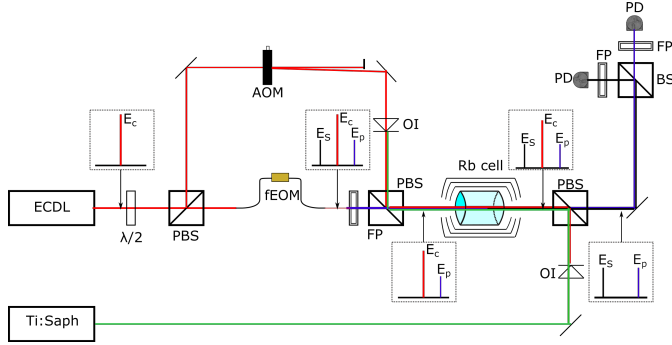 PD
FP
FP
PD
BS
AOM
E_c
OI
E_S
E_c
E_p
Rb cell
E_S
E_c
E_p
fEOM
PBS
PBS
ECDL
λ/2
PBS
FP
E_c
E_p
OI
E_S
E_p
Ti:Saph